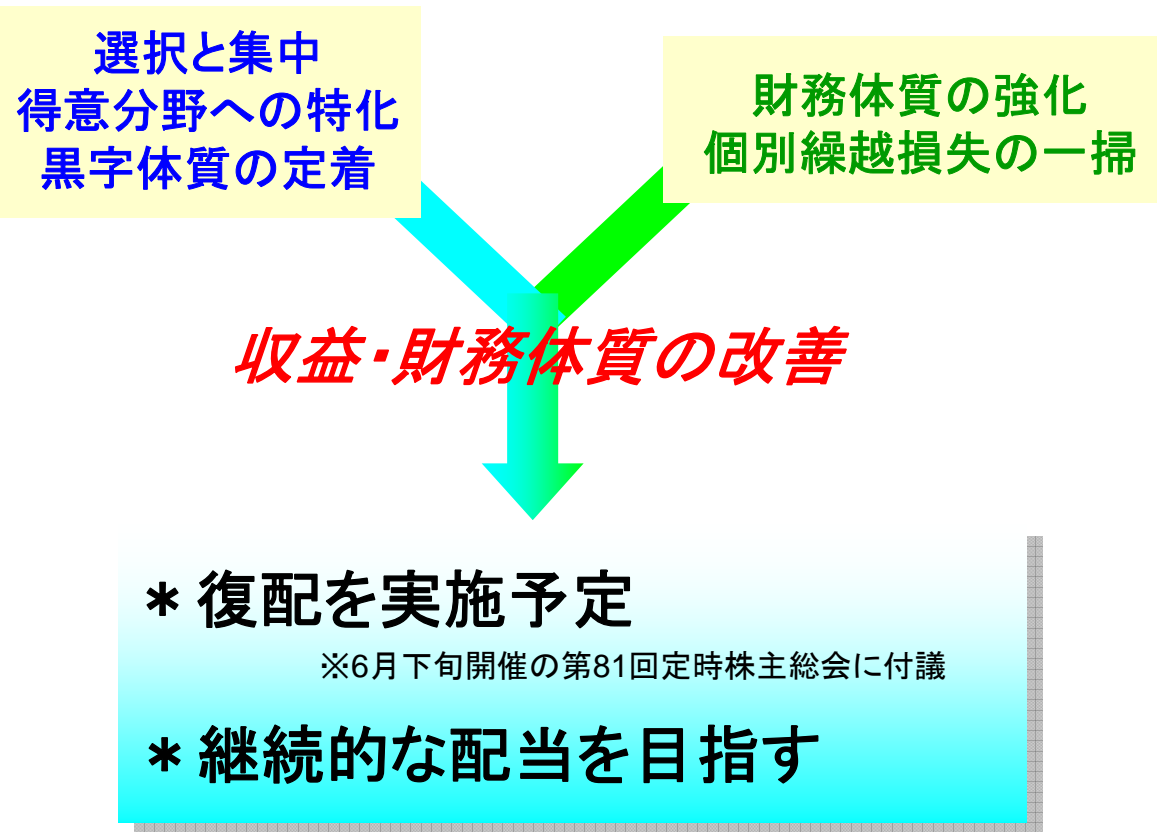 選択と集中
得意分野への特化
黒字体質の定着
財務体質の強化
個別繰越損失の一掃
収益・財務体質の改善
＊復配を実施予定
※6月下旬開催の第81回定時株主総会に付議
＊継続的な配当を目指す